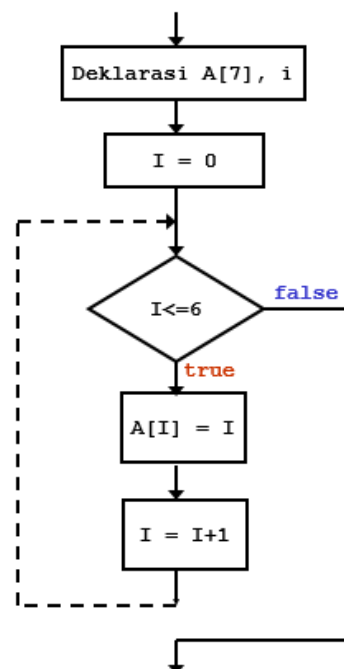 Deklarasi A[7], i
I = 0
I<=6
false
true
A[I] = I
I = I+1